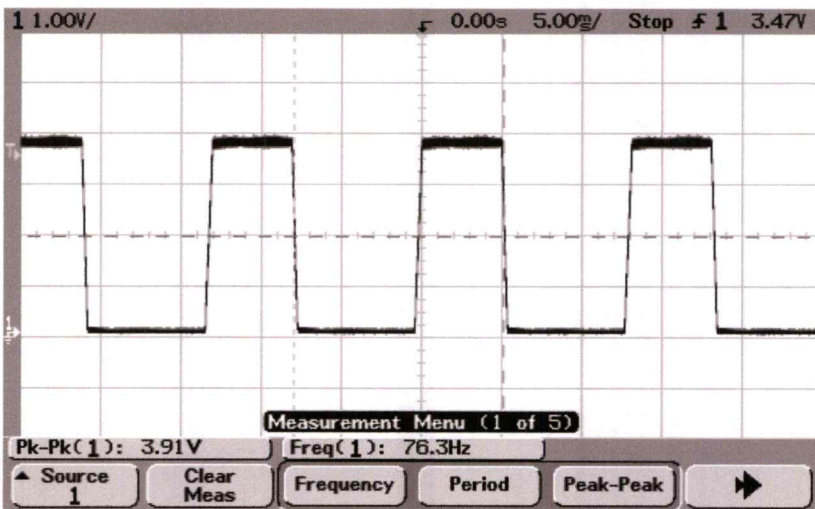 1 1.00V/ 0.00s 5.00ms/ Stop 1 3.47V
T
1
Measurement Menu (1 of 5)
Pk-Pk(1): 3.91V Freq(1): 76.3Hz
Source
1
Clear
Meas
Frequency
Period
Peak-Peak